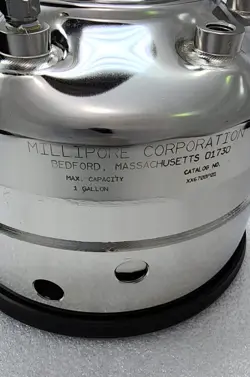 MILLIPORE CORPORATION
BEDFORD, MASSACHUSETTS 01730
MAX. CAPACITY
1 GALLON
CATALOG NO.